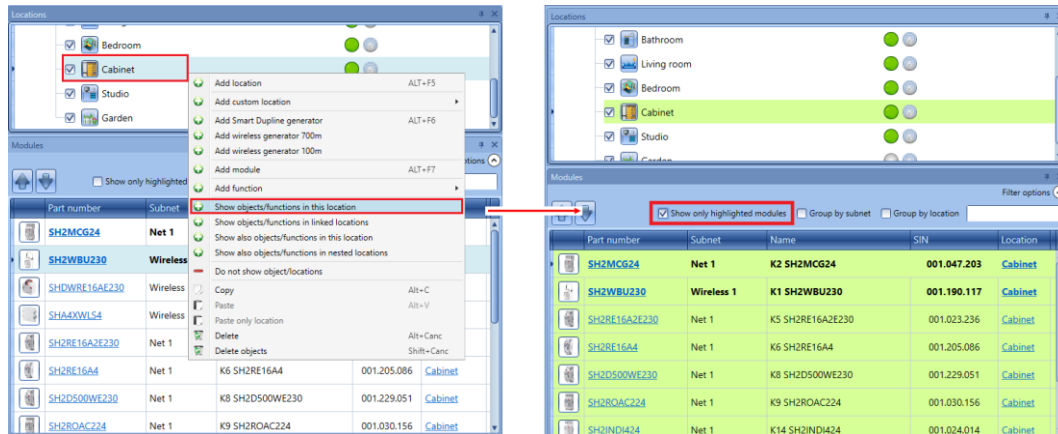 Locations
Bedroom
Cabinet
Studio
Garden
Add location ALT+F5
Add custom location
Add Smart Dupline generator ALT+F6
Add wireless generator 700m
Add wireless generator 100m
Add module ALT+F7
Add function
Show objects/functions in this location
Show objects/functions in linked locations
Show also objects/functions in this location
Show also objects/functions in nested locations
Do not show object/locations
Copy Alt+C
Paste Alt+V
Paste only location
Delete Alt+Canc
Delete objects Shift+Canc
Modules
Show only highlighted
Part number Subnet
SH2MCG24 Net 1
SH2WBU230 Wireless
SHDWRE16AE230 Wireless
SHA4XWLS4 Wireless
SH2RE16A2E230 Net 1
SH2RE16A4 Net 1 K6 SH2RE16A4 001.205.086 Cabinet
SH2D500WE230 Net 1 K8 SH2D500WE230 001.229.051 Cabinet
SH2ROAC224 Net 1 K9 SH2ROAC224 001.030.156 Cabinet
Locations
Bathroom
Living room
Bedroom
Cabinet
Studio
Modules
Filter options
Show only highlighted modules Group by subnet Group by location
Part number Subnet Name SIN Location
SH2MCG24 Net 1 K2 SH2MCG24 001.047.203 Cabinet
SH2WBU230 Wireless 1 K1 SH2WBU230 001.190.117 Cabinet
SH2RE16A2E230 Net 1 K5 SH2RE16A2E230 001.023.236 Cabinet
SH2RE16A4 Net 1 K6 SH2RE16A4 001.205.086 Cabinet
SH2D500WE230 Net 1 K8 SH2D500WE230 001.229.051 Cabinet
SH2ROAC224 Net 1 K9 SH2ROAC224 001.030.156 Cabinet
SH2INDI424 Net 1 K14 SH2INDI424 001.024.014 Cabinet